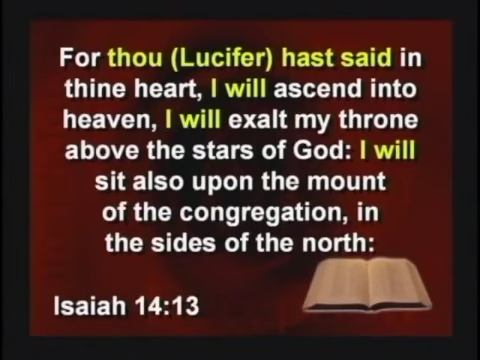 For thou (Lucifer) hast said in
thine heart, I will ascend into
heaven, I will exalt my throne
above the stars of God: I will
sit also upon the mount
of the congregation, in
the sides of the north:
Isaiah 14:13